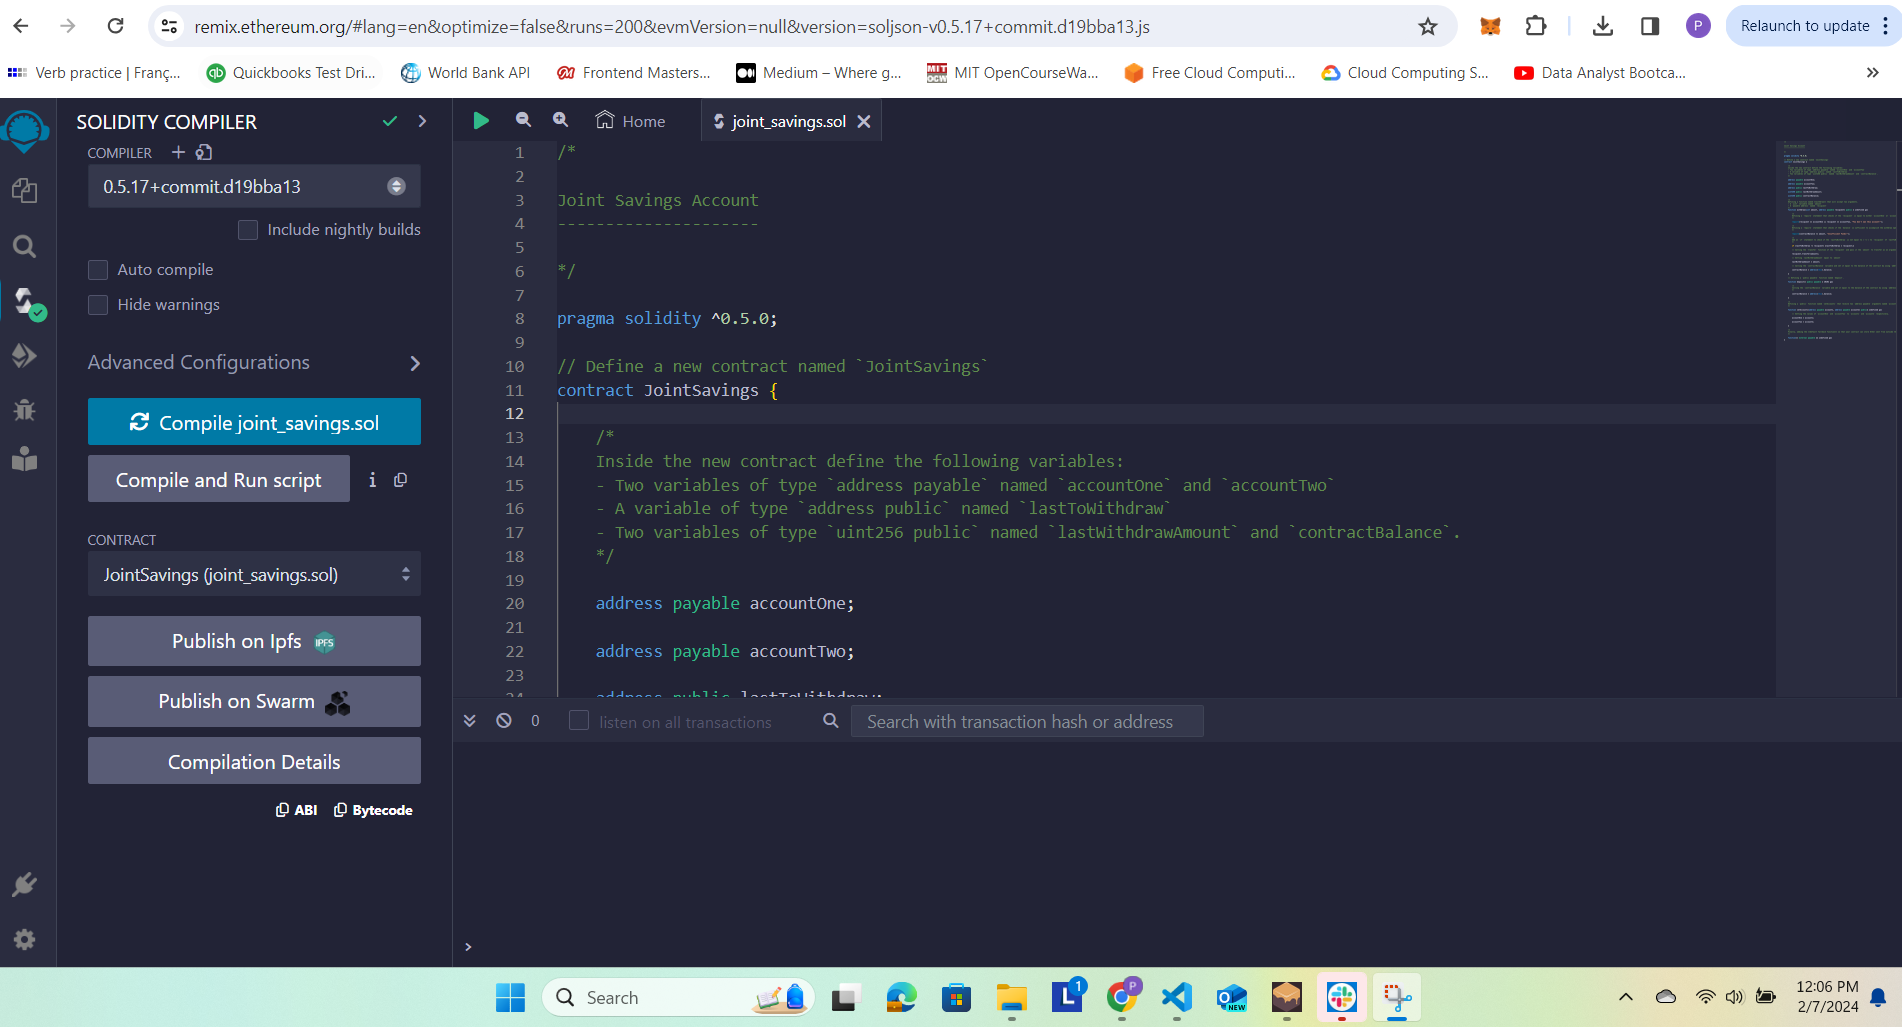 remix.ethereum.org/#lang=en&optimize=false&runs=200&evmVersion=null&version=soljson-v0.5.17+commit.d19bba13.js
P
Relaunch to update
Verb practice | Franç...
qb
Quickbooks Test Dri...
World Bank API
Frontend Masters...
Medium – Where g...
MIT OpenCourseWa...
Free Cloud Computi...
Cloud Computing S...
Data Analyst Bootca...
SOLIDITY COMPILER
COMPILER
0.5.17+commit.d19bba13
Include nightly builds
Auto compile
Hide warnings
Advanced Configurations
Compile joint_savings.sol
Compile and Run script
CONTRACT
JointSavings (joint_savings.sol)
Publish on Ipfs
IPFS
Publish on Swarm
Compilation Details
ABI
Bytecode
Home
joint_savings.sol
1 /*
2
3 Joint Savings Account
4 ---------------------
5
6 */
7
8 pragma solidity ^0.5.0;
9
10 // Define a new contract named `JointSavings`
11 contract JointSavings {
12
13 /*
14 Inside the new contract define the following variables:
15 - Two variables of type `address payable` named `accountOne` and `accountTwo`
16 - A variable of type `address public` named `lastToWithdraw`
17 - Two variables of type `uint256 public` named `lastWithdrawAmount` and `contractBalance`.
18 */
19
20 address payable accountOne;
21
22 address payable accountTwo;
23
24 address public lastToWithdraw;
0
listen on all transactions
Search with transaction hash or address
>
Search
1
P
NEW
12:06 PM
2/7/2024